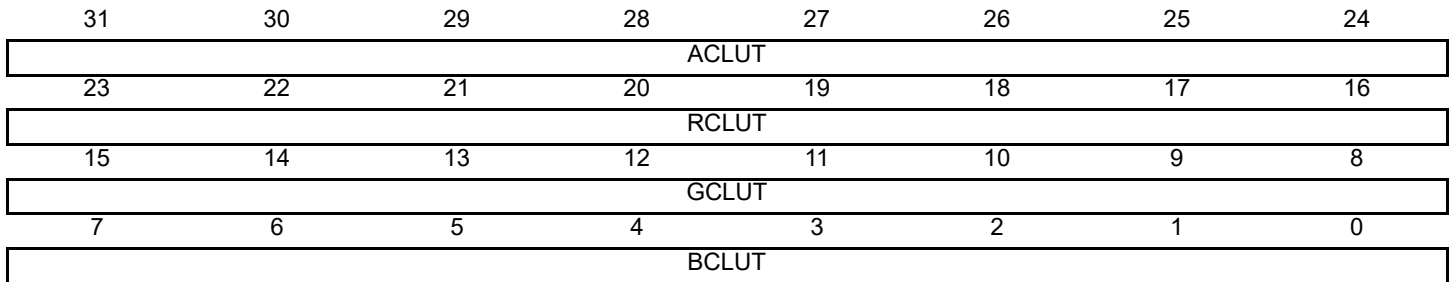 31 30 29 28 27 26 25 24
ACLUT
23 22 21 20 19 18 17 16
RCLUT
15 14 13 12 11 10 9 8
GCLUT
7 6 5 4 3 2 1 0
BCLUT